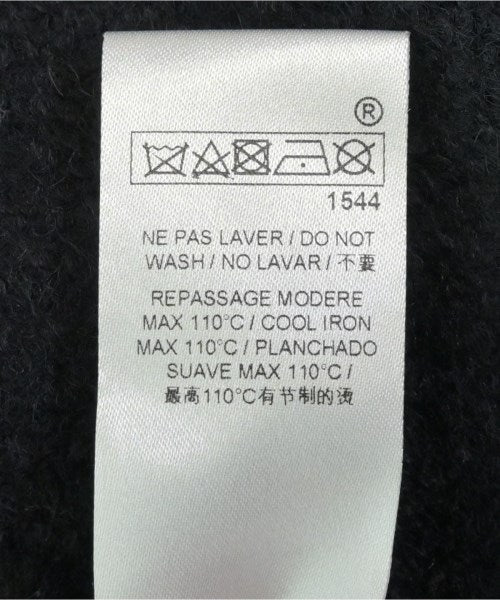 ®
1544
NE PAS LAVER / DO NOT
WASH / NO LAVAR / 不要
REPASSAGE MODERE
MAX 110°C / COOL IRON
MAX 110°C / PLANCHADO
SUAVE MAX 110°C /
最高110°C有节制的烫